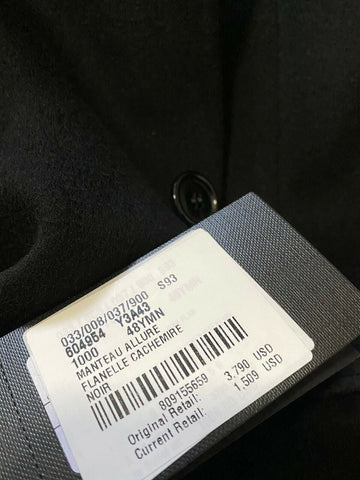 033/008/037/900 S93
604954 Y3A43
1000 48YMN
MANTEAU ALLURE
FLANELLE CACHEMIRE
NOIR
809155659
Original Retail: 3,790 USD
Current Retail: 1,509 USD